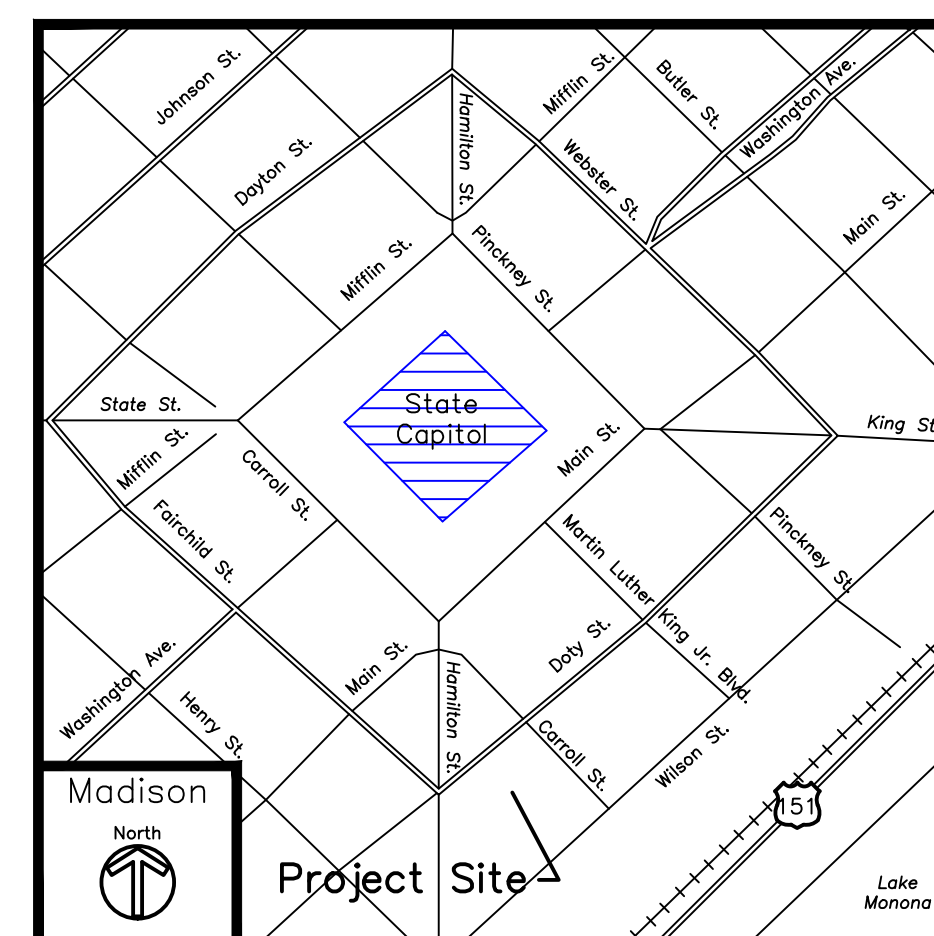 Johnson St.
Mifflin St.
Butler St.
Washington Ave.
Hamilton St.
Dayton St.
Webster St.
Main St.
Mifflin St.
Pinckney St.
State St.
State
Capitol
King St
Mifflin St.
Carroll St.
Main St.
Fairchild St.
Martin Luther King Jr. Blvd.
Pinckney St.
Washington Ave.
Main St.
Doty St.
Hamilton St.
Henry St.
Carroll St.
Wilson St.
Madison
North
151
Project Site
Lake
Monona